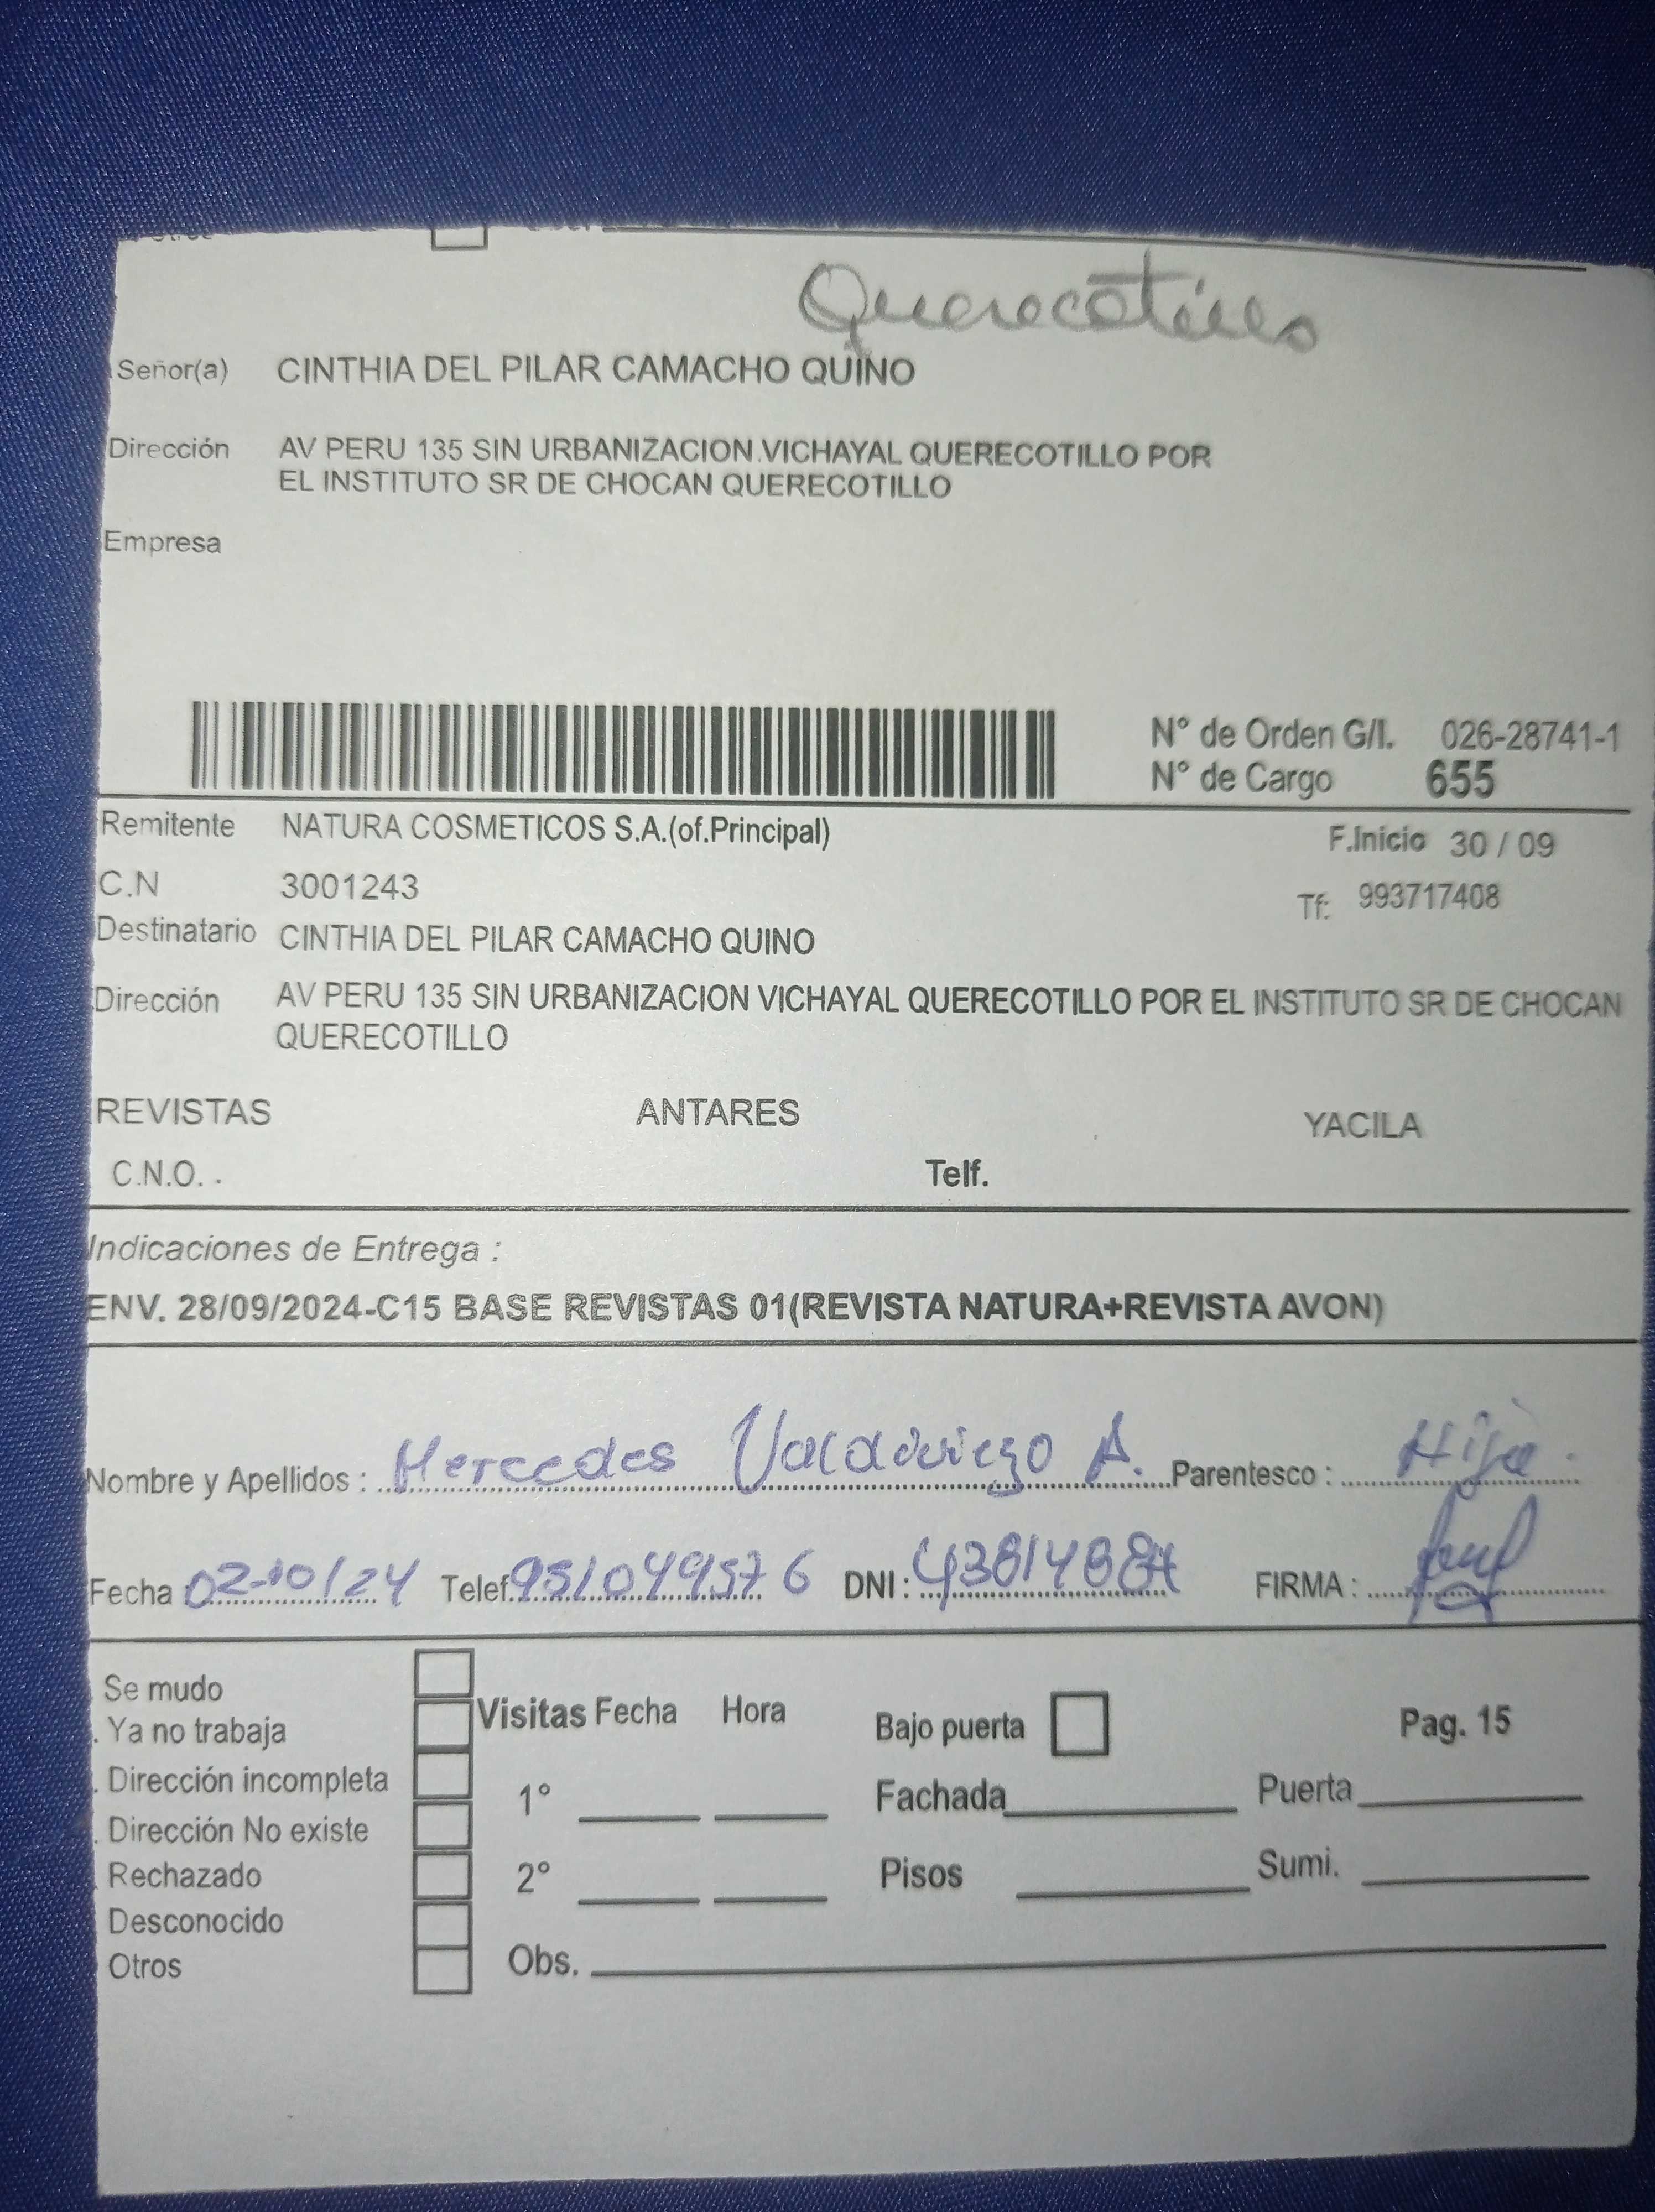 Querecotillo
Señor(a) CINTHIA DEL PILAR CAMACHO QUINO
Dirección AV PERU 135 SIN URBANIZACION VICHAYAL QUERECOTILLO POR
EL INSTITUTO SR DE CHOCAN QUERECOTILLO
Empresa
N° de Orden G/I. 026-28741-1
N° de Cargo 655
Remitente NATURA COSMETICOS S.A.(of.Principal) F.Inicio 30 / 09
C.N 3001243 Tf: 993717408
Destinatario CINTHIA DEL PILAR CAMACHO QUINO
Dirección AV PERU 135 SIN URBANIZACION VICHAYAL QUERECOTILLO POR EL INSTITUTO SR DE CHOCAN
QUERECOTILLO
REVISTAS ANTARES YACILA
C.N.O. . Telf.
Indicaciones de Entrega :
ENV. 28/09/2024-C15 BASE REVISTAS 01(REVISTA NATURA+REVISTA AVON)
Nombre y Apellidos : Mercedes Valdiviezo A. Parentesco : Hija.
Fecha 02-10/24 Telef. 951049576 DNI : FIRMA :
Se mudo
Ya no trabaja Visitas Fecha Hora Bajo puerta Pag. 15
Dirección incompleta 1° Fachada Puerta
Dirección No existe
Rechazado 2° Pisos Sumi.
Desconocido
Otros Obs.